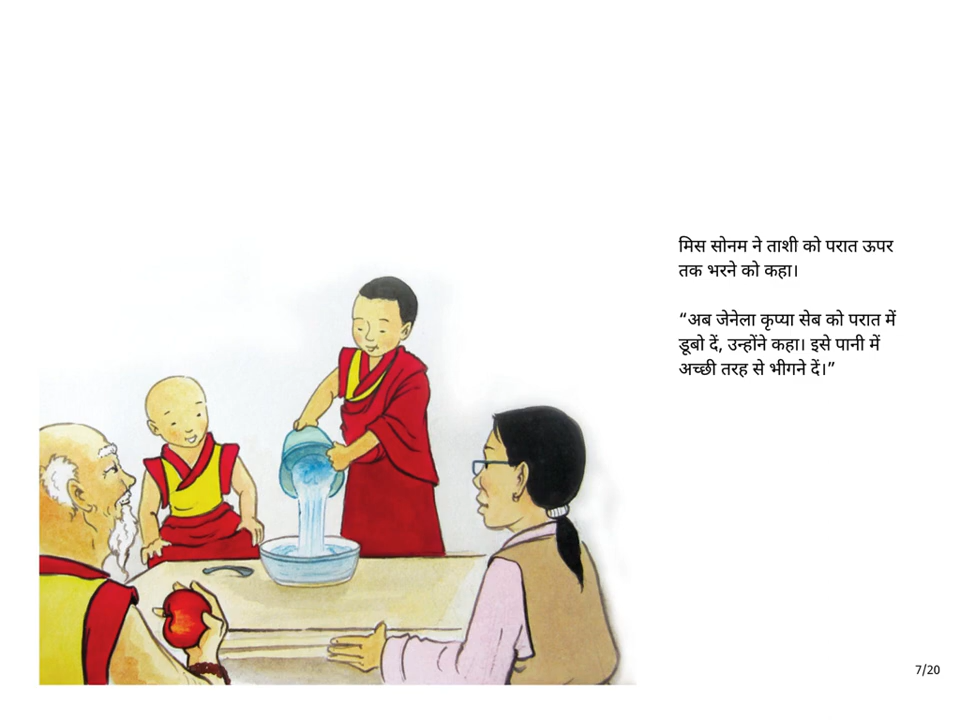 मिस सोनम ने ताशी को परात ऊपर
तक भरने को कहा।
“अब जेनेला कृप्या सेब को परात में
डूबो दें, उन्होंने कहा। इसे पानी में
अच्छी तरह से भीगने दें।”
7/20